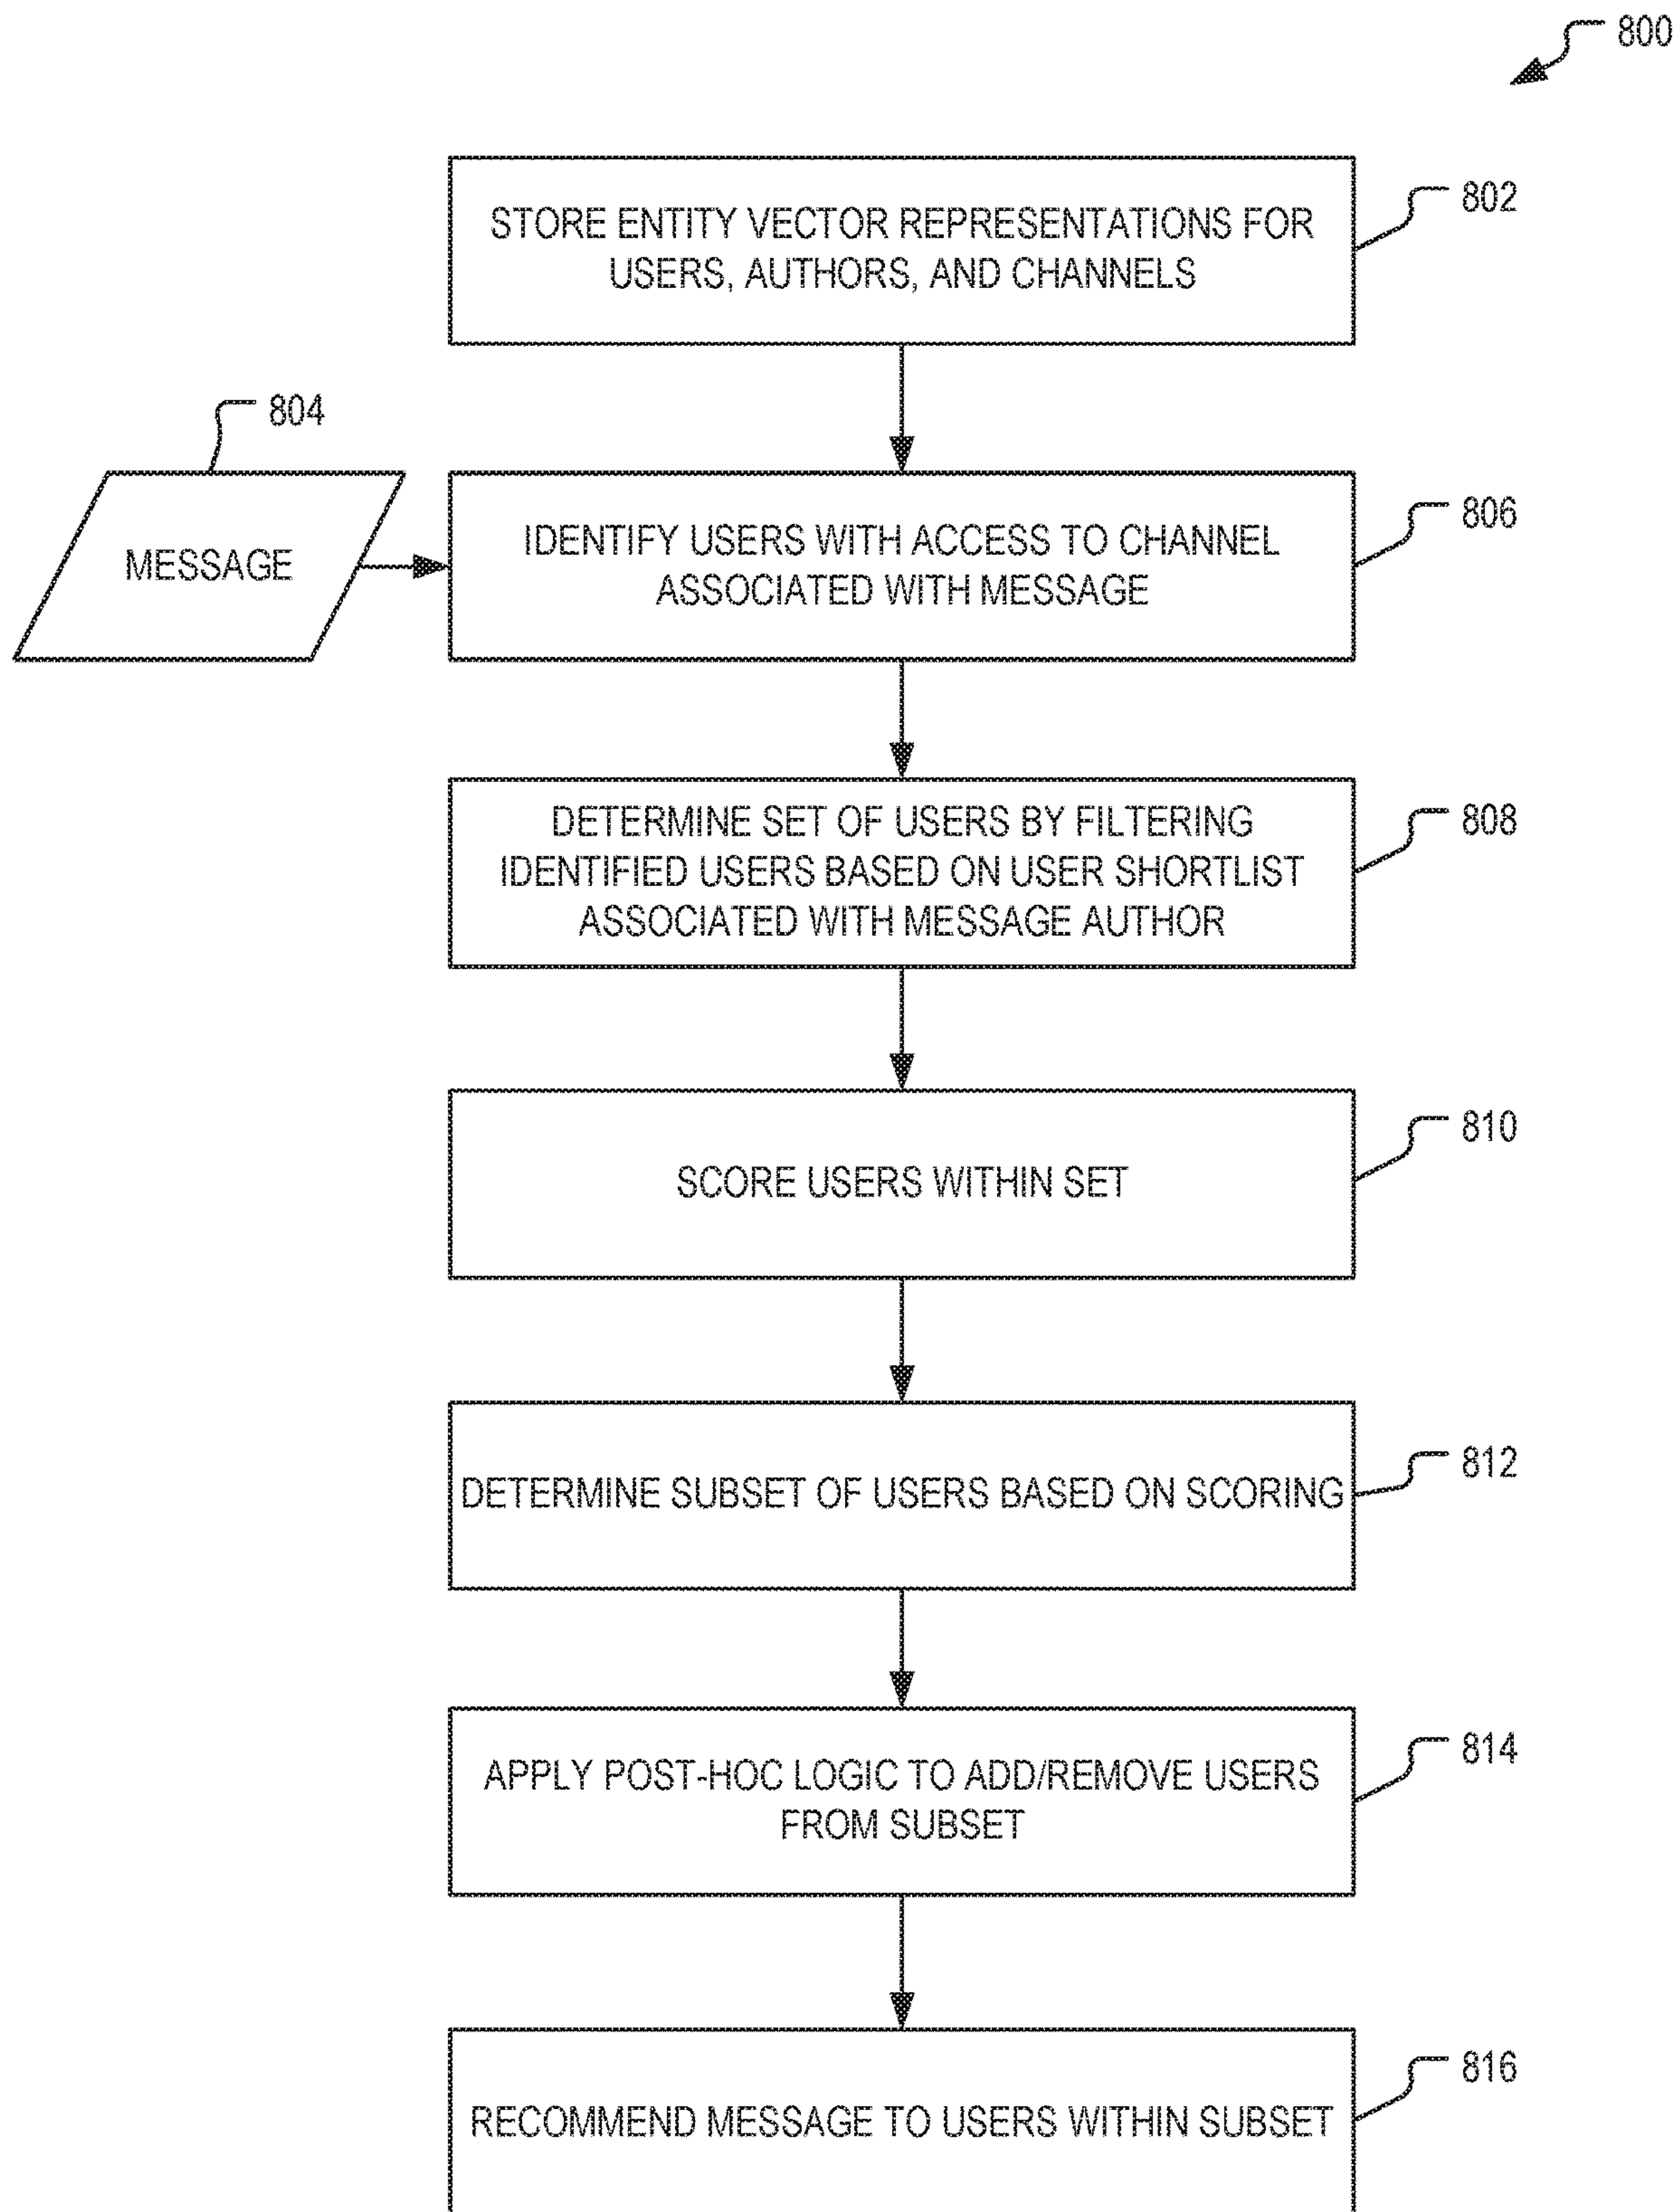 800
STORE ENTITY VECTOR REPRESENTATIONS FOR
USERS, AUTHORS, AND CHANNELS
802
804
MESSAGE
IDENTIFY USERS WITH ACCESS TO CHANNEL
ASSOCIATED WITH MESSAGE
806
DETERMINE SET OF USERS BY FILTERING
IDENTIFIED USERS BASED ON USER SHORTLIST
ASSOCIATED WITH MESSAGE AUTHOR
808
SCORE USERS WITHIN SET
810
DETERMINE SUBSET OF USERS BASED ON SCORING
812
APPLY POST-HOC LOGIC TO ADD/REMOVE USERS
FROM SUBSET
814
RECOMMEND MESSAGE TO USERS WITHIN SUBSET
816